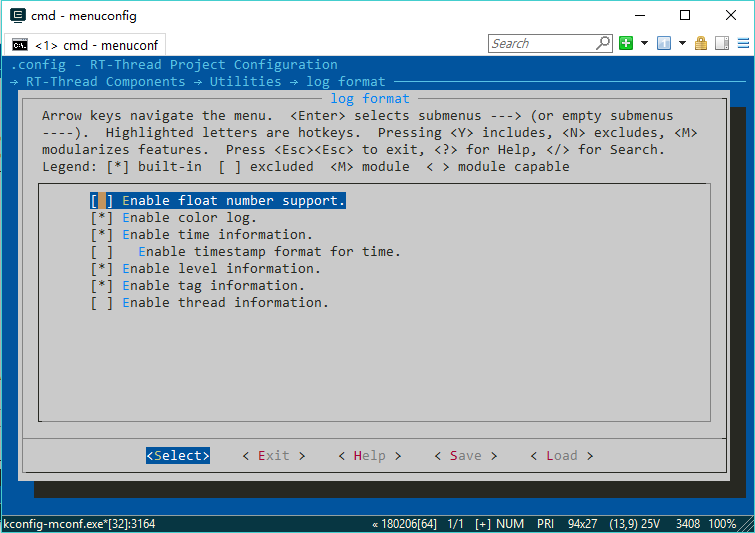 cmd - menuconfig
<1> cmd - menuconf
Search
.config - RT-Thread Project Configuration
→ RT-Thread Components → Utilities → log format
log format
Arrow keys navigate the menu.  <Enter> selects submenus ---> (or empty submenus
----).  Highlighted letters are hotkeys.  Pressing <Y> includes, <N> excludes, <M>
modularizes features.  Press <Esc><Esc> to exit, <?> for Help, </> for Search.
Legend: [*] built-in  [ ] excluded  <M> module  < > module capable
[ ] Enable float number support.
[*] Enable color log.
[*] Enable time information.
[ ]   Enable timestamp format for time.
[*] Enable level information.
[*] Enable tag information.
[ ] Enable thread information.
<Select>    < Exit >    < Help >    < Save >    < Load >
kconfig-mconf.exe*[32]:3164    « 180206[64]  1/1  [+] NUM  PRI  94x27  (13,9) 25V  3408  100%